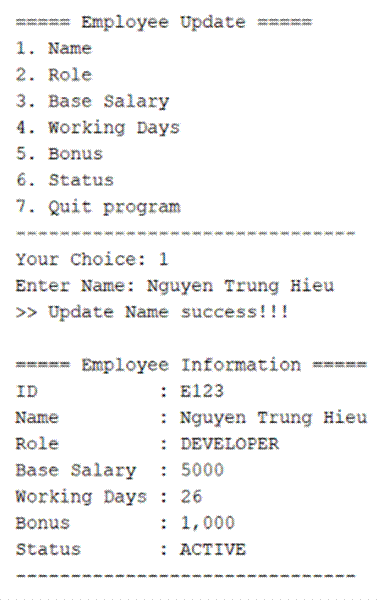 ===== Employee Update =====
1. Name
2. Role
3. Base Salary
4. Working Days
5. Bonus
6. Status
7. Quit program
-------------------------------
Your Choice: 1
Enter Name: Nguyen Trung Hieu
>> Update Name success!!!

===== Employee Information =====
ID           : E123
Name         : Nguyen Trung Hieu
Role         : DEVELOPER
Base Salary  : 5000
Working Days : 26
Bonus        : 1,000
Status       : ACTIVE
-------------------------------